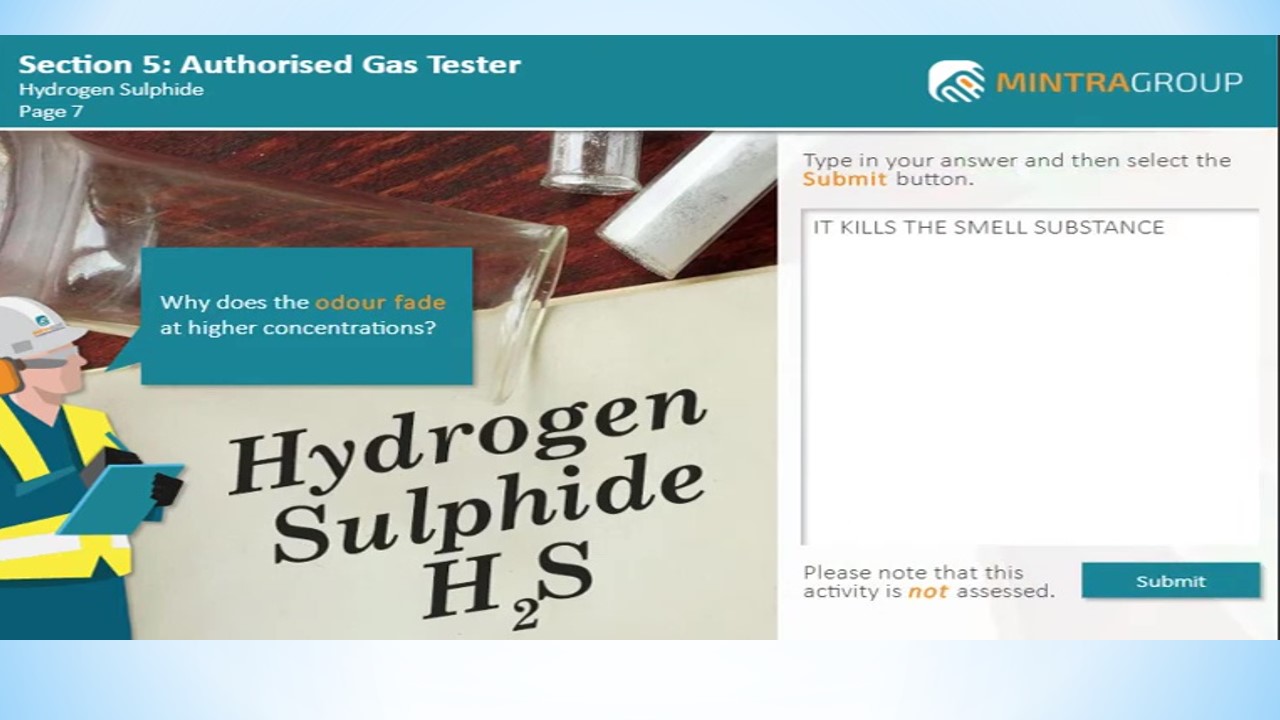 Section 5: Authorised Gas Tester
Hydrogen Sulphide
Page 7
MINTRAGROUP
Why does the odour fade
at higher concentrations?
Hydrogen
Sulphide
H₂S
Type in your answer and then select the
Submit button.
IT KILLS THE SMELL SUBSTANCE
Please note that this
activity is not assessed.
Submit